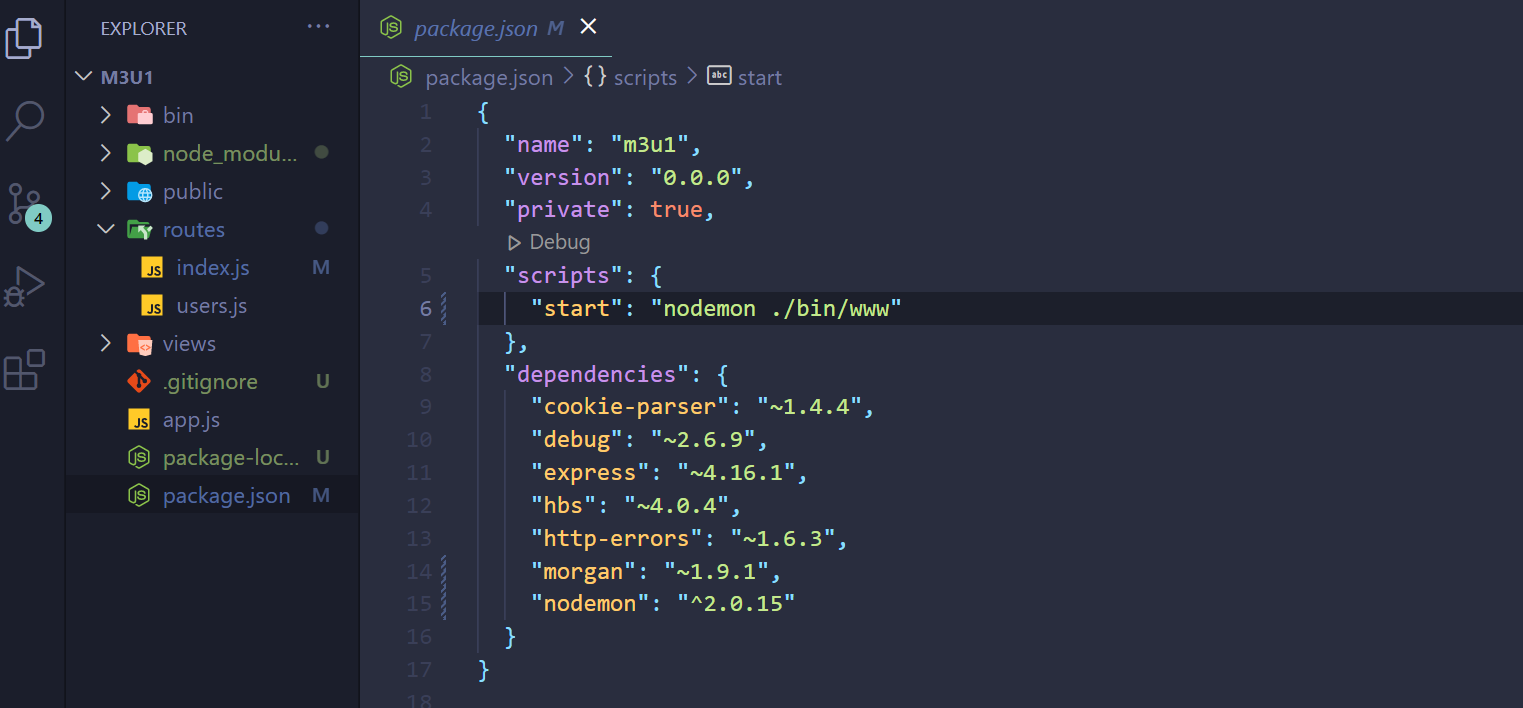 EXPLORER ...
M3U1
bin
node_modu...
public
routes
index.js M
users.js
views
.gitignore U
app.js
package-loc... U
package.json M
4
package.json M
package.json > {} scripts > abc start
1 {
2 "name": "m3u1",
3 "version": "0.0.0",
4 "private": true,
Debug
5 "scripts": {
6 "start": "nodemon ./bin/www"
7 },
8 "dependencies": {
9 "cookie-parser": "~1.4.4",
10 "debug": "~2.6.9",
11 "express": "~4.16.1",
12 "hbs": "~4.0.4",
13 "http-errors": "~1.6.3",
14 "morgan": "~1.9.1",
15 "nodemon": "^2.0.15"
16 }
17 }
18